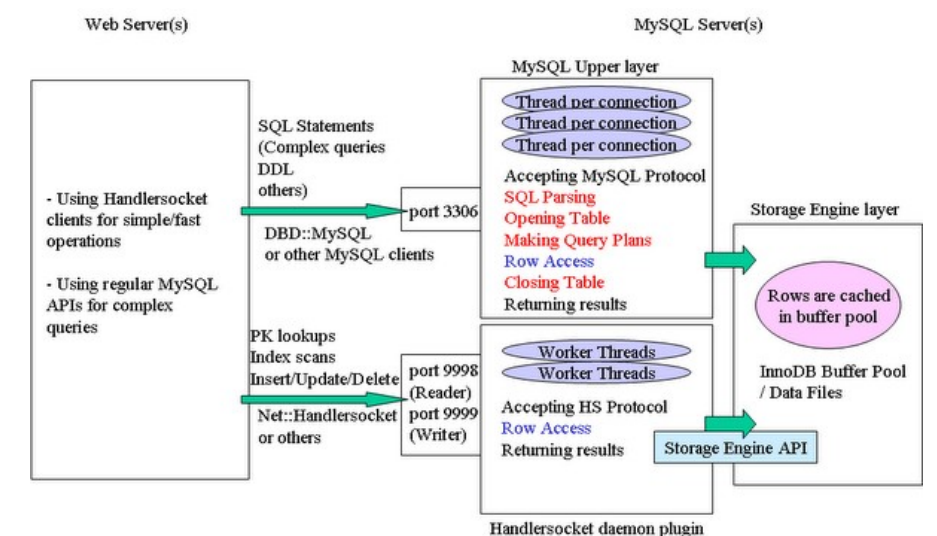 Web Server(s)
MySQL Server(s)
MySQL Upper layer
Thread per connection
Thread per connection
Thread per connection
SQL Statements
(Complex queries
DDL
others)
- Using Handlersocket
clients for simple/fast
operations
- Using regular MySQL
APIs for complex
queries
port 3306
DBD::MySQL
or other MySQL clients
Accepting MySQL Protocol
SQL Parsing
Opening Table
Making Query Plans
Row Access
Closing Table
Returning results
Storage Engine layer
Rows are cached
in buffer pool
InnoDB Buffer Pool
/ Data Files
PK lookups
Index scans
Insert/Update/Delete
Net::Handlersocket
or others
port 9998
(Reader)
port 9999
(Writer)
Worker Threads
Worker Threads
Accepting HS Protocol
Row Access
Returning results
Storage Engine API
Handlersocket daemon plugin